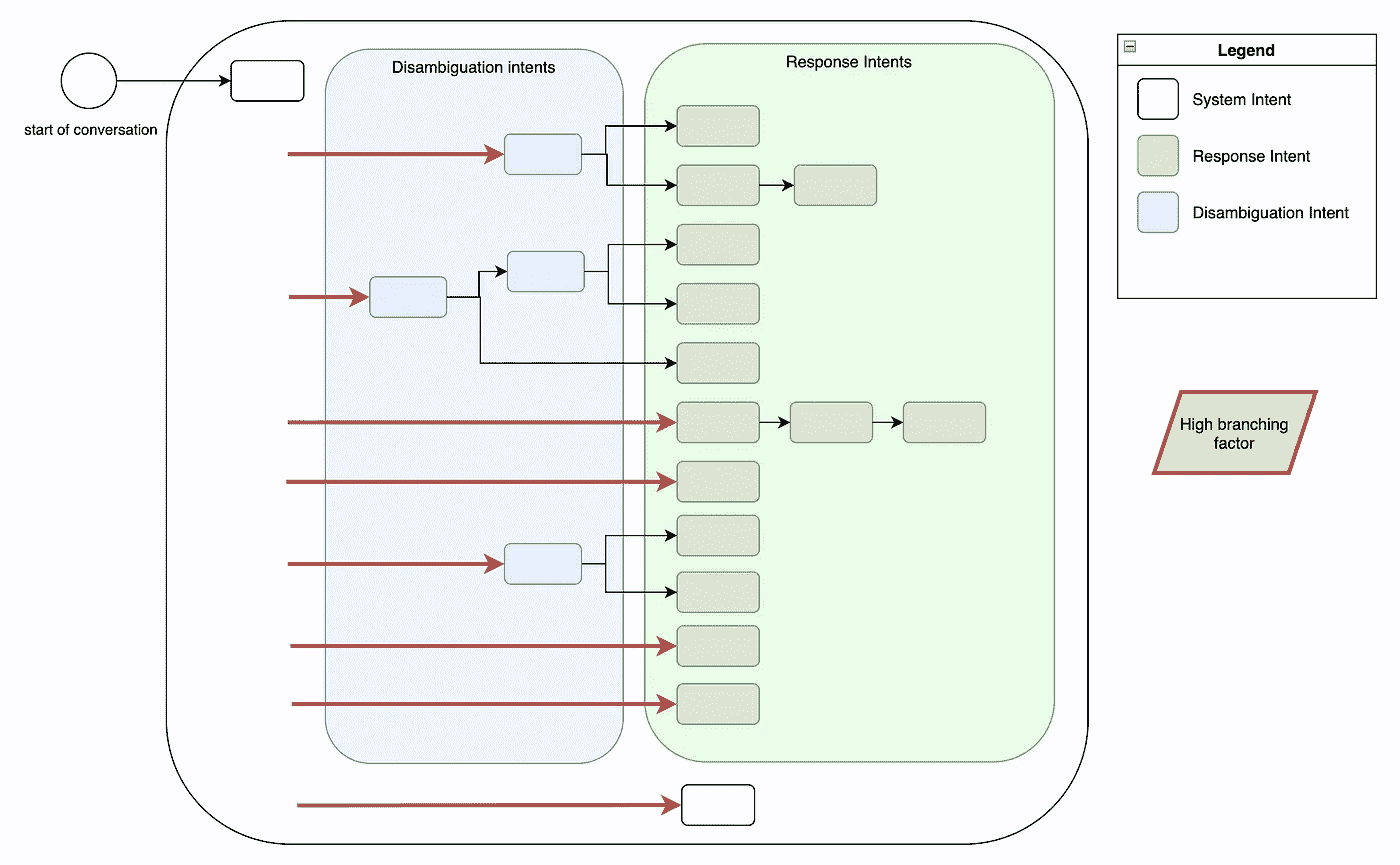 start of conversation
Disambiguation intents
Response Intents
Legend
System Intent
Response Intent
Disambiguation Intent
High branching
factor